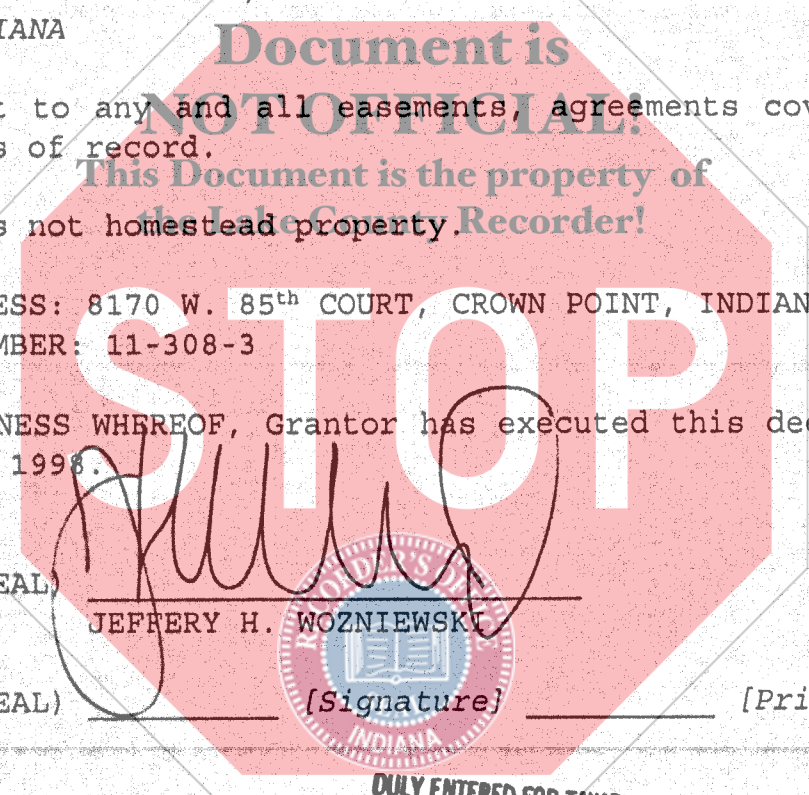 IANA
Document is
t to any and all easements, agreements cov
NOT OFFICIAL!
s of record.
This Document is the property of
s not homestead property.
the Lake County Recorder!
ESS: 8170 W. 85th COURT, CROWN POINT, INDIAN
MBER: 11-308-3
STOP
NESS WHEREOF, Grantor has executed this dee
1998.
EAL)
RECORDER'S OFFICE
JEFFERY H. WOZNIEWSKI
EAL) [Signature] [Pri
INDIANA
DULY ENTERED FOR